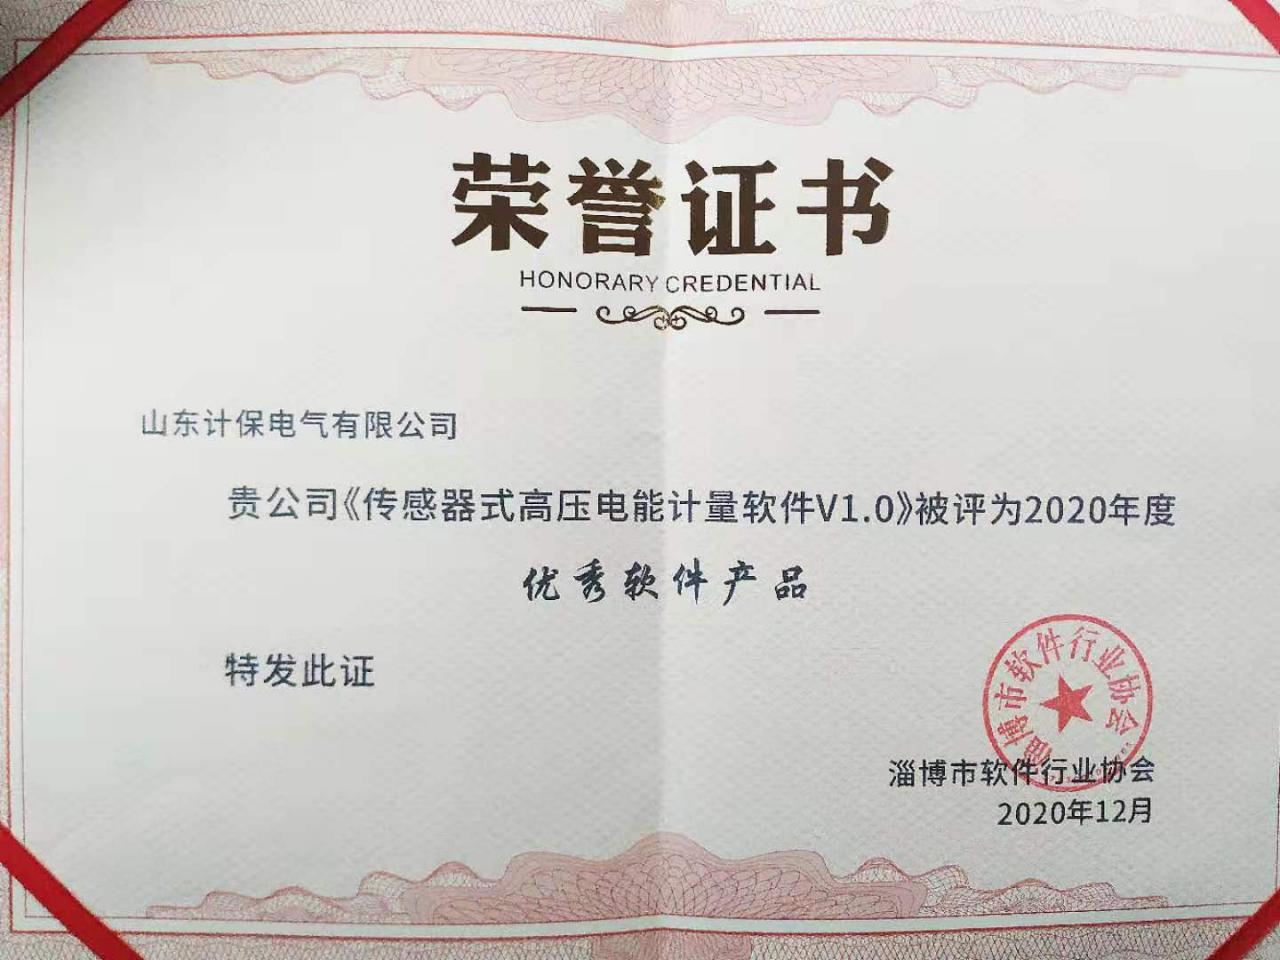 荣誉证书
HONORARY CREDENTIAL
山东计保电气有限公司
贵公司《传感器式高压电能计量软件V1.0》被评为2020年度
优秀软件产品
特发此证
淄博市软件行业协会
淄博市软件行业协会
2020年12月